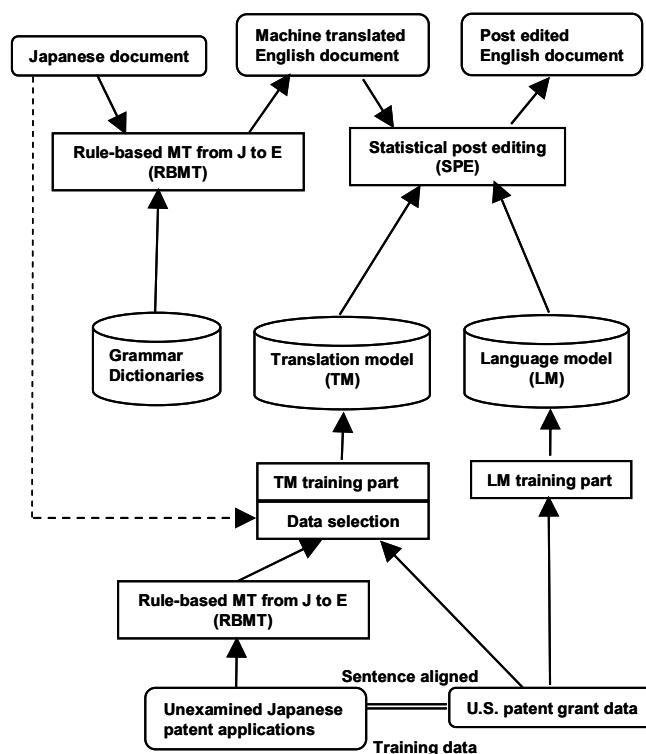 Japanese document
Machine translated
English document
Post edited
English document
Rule-based MT from J to E
(RBMT)
Statistical post editing
(SPE)
Grammar
Dictionaries
Translation model
(TM)
Language model
(LM)
TM training part
LM training part
Data selection
Rule-based MT from J to E
(RBMT)
Sentence aligned
Unexamined Japanese
patent applications
U.S. patent grant data
Training data